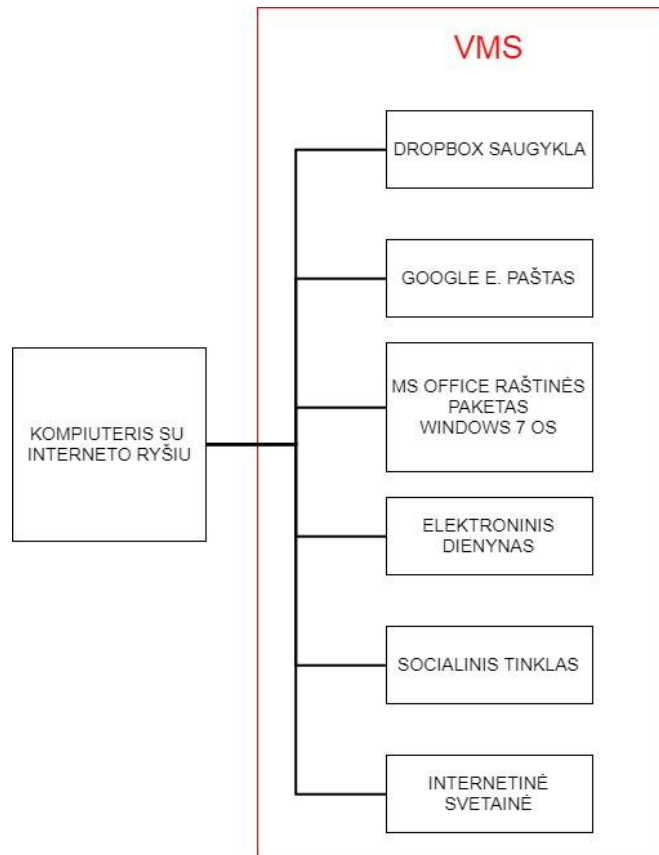 VMS
DROPBOX SAUGYKLA
GOOGLE E. PAŠTAS
MS OFFICE RAŠTINĖS
PAKETAS
WINDOWS 7 OS
KOMPIUTERIS SU
INTERNETO RYŠIU
ELEKTRONINIS
DIENYNAS
SOCIALINIS TINKLAS
INTERNETINĖ
SVETAINĖ